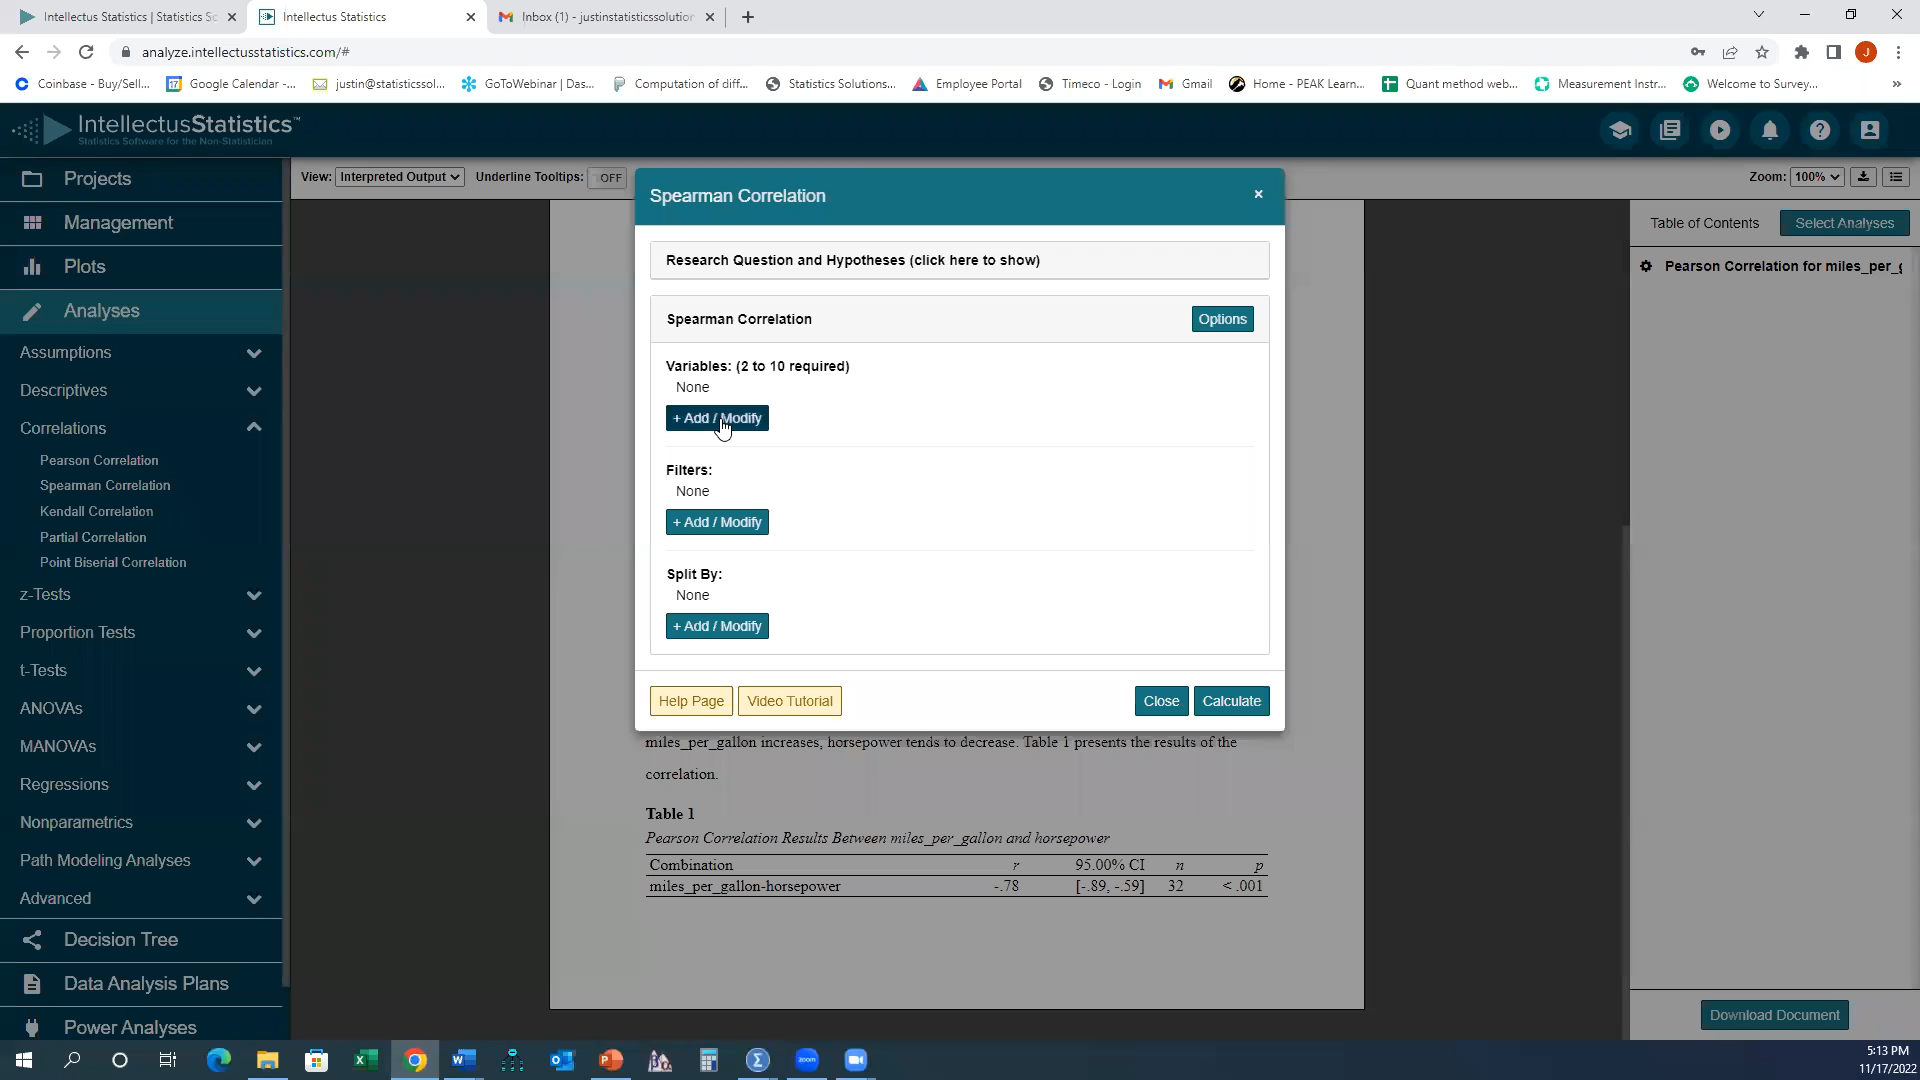 Intellectus Statistics | Statistics Sc
Intellectus Statistics
Inbox (1) - justinstatisticssolution
analyze.intellectusstatistics.com/#
J
Coinbase - Buy/Sell...
Google Calendar -...
justin@statisticssol...
GoToWebinar | Das...
Computation of diff...
Statistics Solutions...
Employee Portal
Timeco - Login
Gmail
Home - PEAK Learn...
Quant method web...
Measurement Instr...
Welcome to Survey...
IntellectusStatistics™
Statistics Software for the Non-Statistician
Projects
Management
Plots
Analyses
Assumptions
Descriptives
Correlations
Pearson Correlation
Spearman Correlation
Kendall Correlation
Partial Correlation
Point Biserial Correlation
z-Tests
Proportion Tests
t-Tests
ANOVAs
MANOVAs
Regressions
Nonparametrics
Path Modeling Analyses
Advanced
Decision Tree
Data Analysis Plans
Power Analyses
View: Interpreted Output
Underline Tooltips: OFF
Zoom: 100%
Spearman Correlation
×
Research Question and Hypotheses (click here to show)
Spearman Correlation
Options
Variables: (2 to 10 required)
None
+ Add / Modify
Filters:
None
+ Add / Modify
Split By:
None
+ Add / Modify
Help Page
Video Tutorial
Close
Calculate
miles_per_gallon increases, horsepower tends to decrease. Table 1 presents the results of the
correlation.
Table 1
Pearson Correlation Results Between miles_per_gallon and horsepower
Combination r 95.00% CI n p
miles_per_gallon-horsepower -.78 [-.89, -.59] 32 < .001
Table of Contents
Select Analyses
Pearson Correlation for miles_per_g
Download Document
5:13 PM
11/17/2022